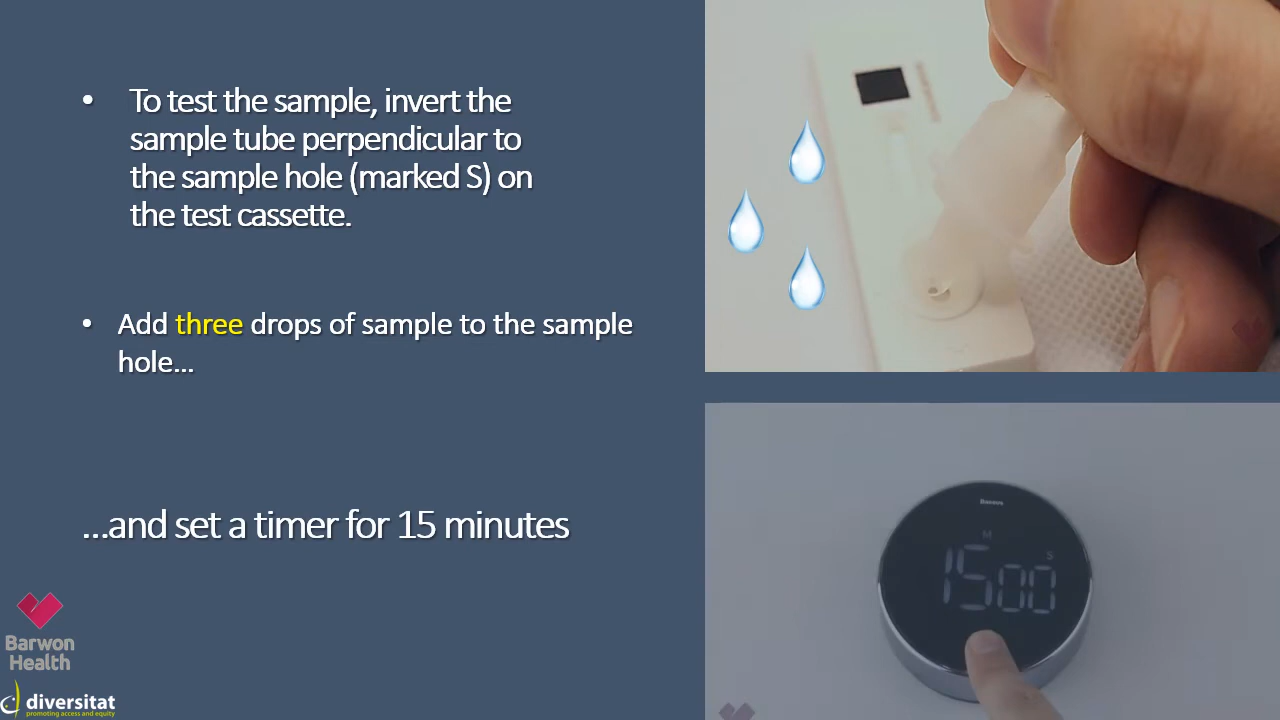 • To test the sample, invert the
sample tube perpendicular to
the sample hole (marked S) on
the test cassette.
• Add three drops of sample to the sample
hole...
...and set a timer for 15 minutes
Baseus
M
S
1500
Barwon
Health
diversitat
promoting access and equity